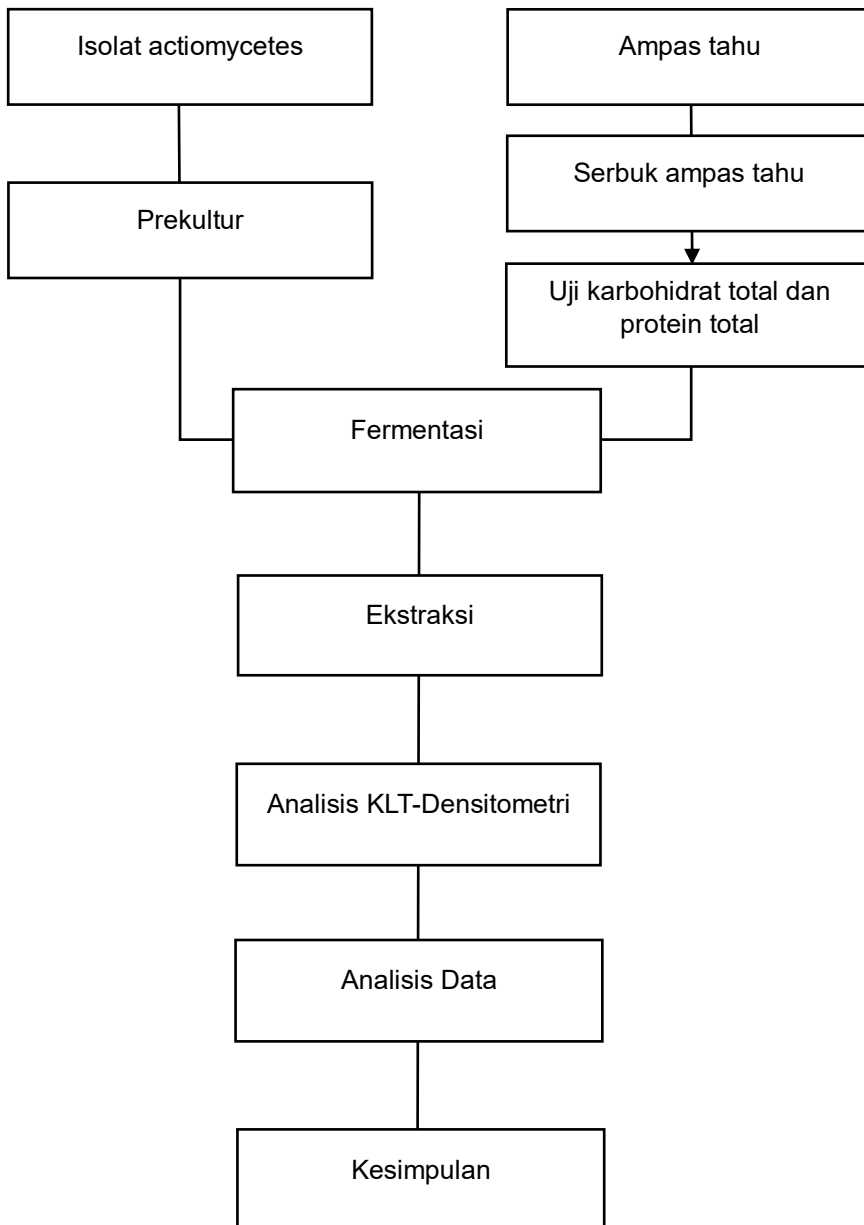 Isolat actiomycetes
Ampas tahu
Serbuk ampas tahu
Prekultur
Uji karbohidrat total dan
protein total
Fermentasi
Ekstraksi
Analisis KLT-Densitometri
Analisis Data
Kesimpulan